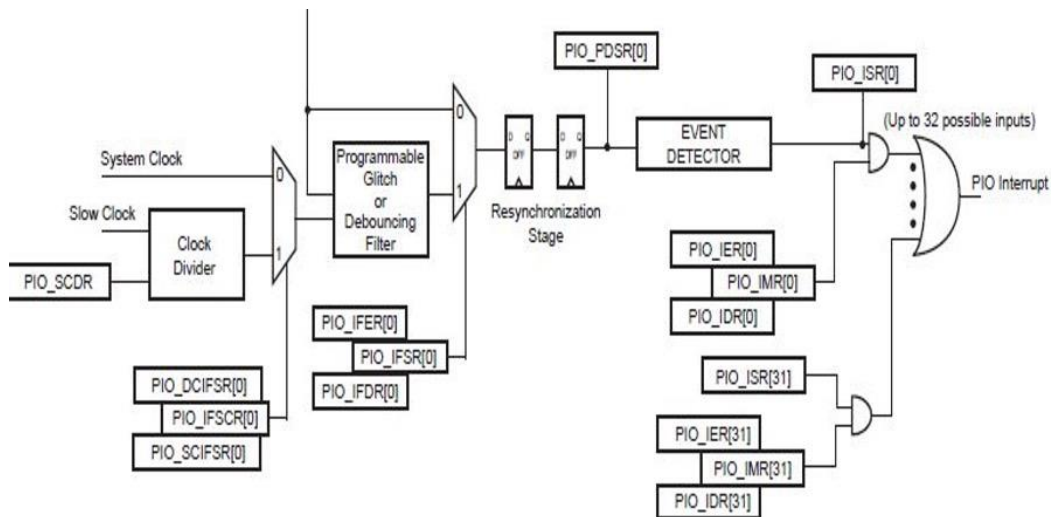 PIO_PDSR[0]
PIO_ISR[0]
(Up to 32 possible inputs)
0
D Q
DFF
D Q
DFF
EVENT
DETECTOR
System Clock
0
Programmable
Glitch
or
Debouncing
Filter
1
PIO Interrupt
Resynchronization
Stage
Slow Clock
Clock
Divider
1
PIO_SCDR
PIO_IER[0]
PIO_IMR[0]
PIO_IDR[0]
PIO_IFER[0]
PIO_IFSR[0]
PIO_IFDR[0]
PIO_DCIFSR[0]
PIO_IFSCR[0]
PIO_SCIFSR[0]
PIO_ISR[31]
PIO_IER[31]
PIO_IMR[31]
PIO_IDR[31]